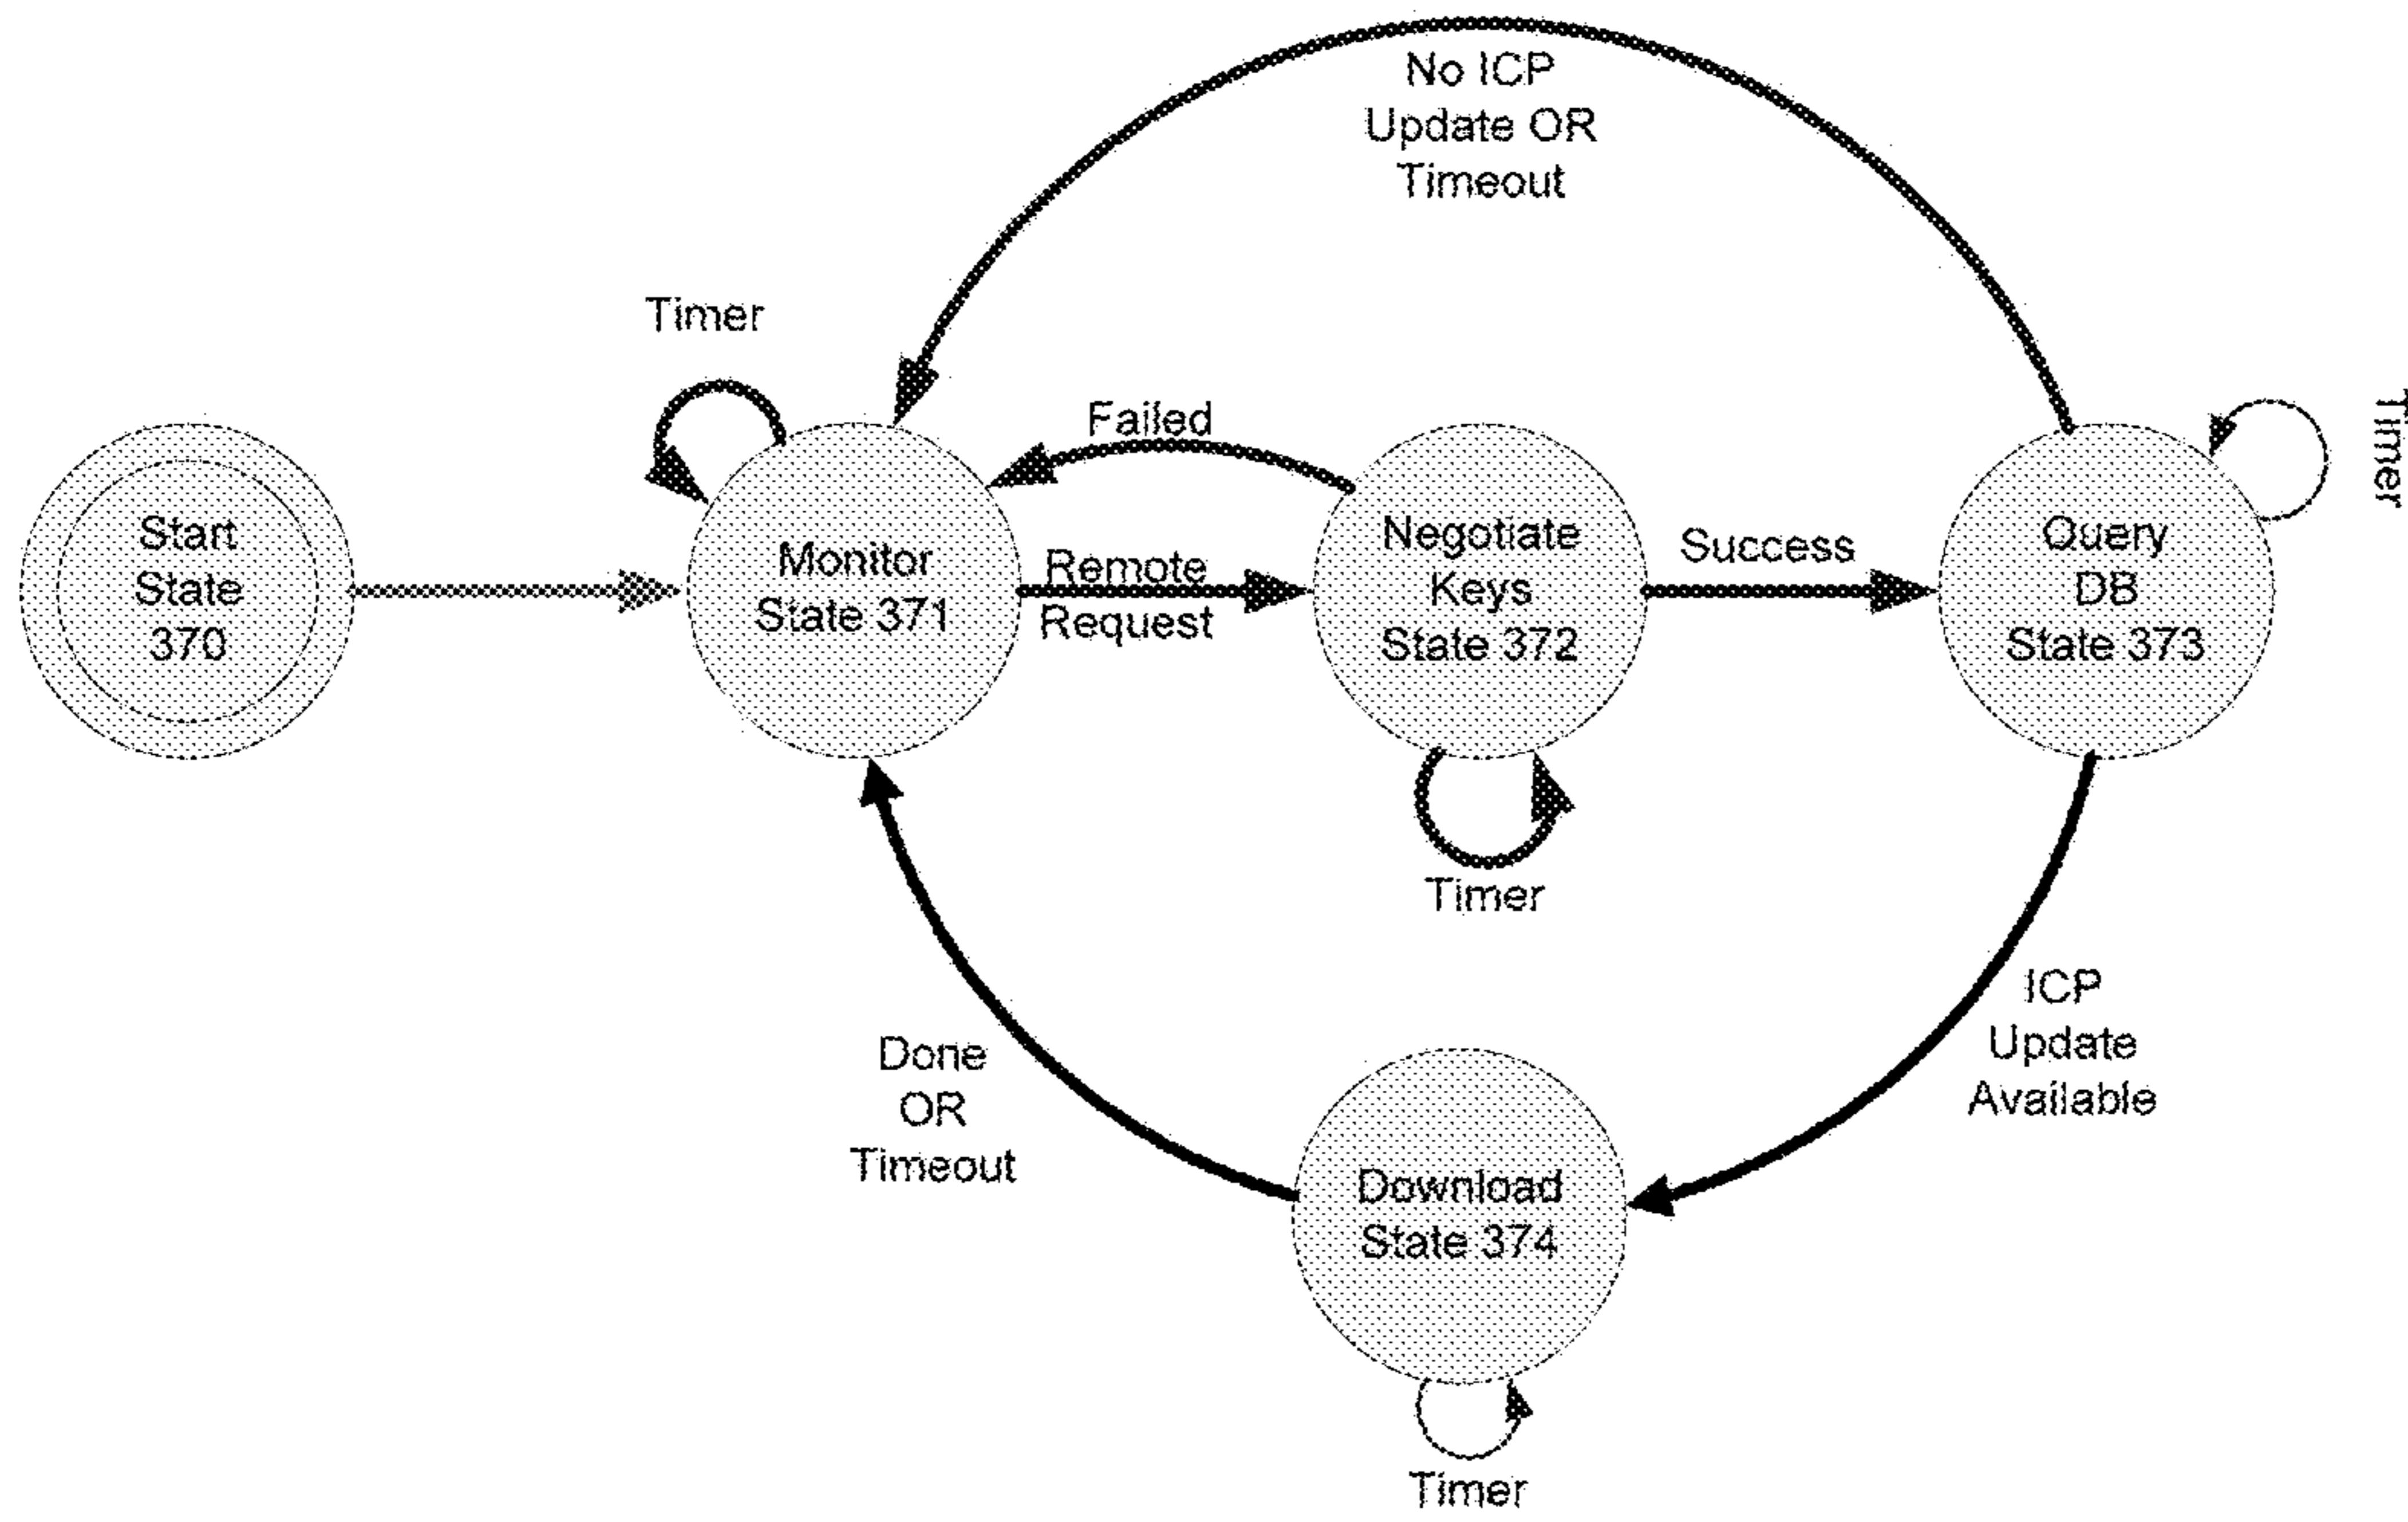 No ICP
Update OR
Timeout
Timer
Failed
Timer
Start
State
370
Monitor
State 371
Remote
Request
Negotiate
Keys
State 372
Success
Query
DB
State 373
Timer
ICP
Update
Available
Done
OR
Timeout
Download
State 374
Timer